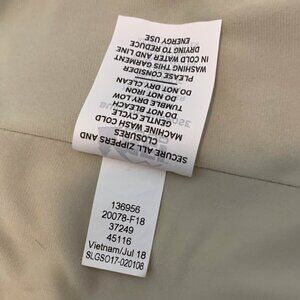 SECURE ALL ZIPPERS AND
CLOSURES
MACHINE WASH COLD
GENTLE CYCLE
DO NOT BLEACH
TUMBLE DRY LOW
DO NOT IRON
DO NOT DRY CLEAN
PLEASE CONSIDER
WASHING THIS GARMENT
IN COLD WATER AND LINE
DRYING TO REDUCE
ENERGY USE
136956
20078-F18
37249
45116
Vietnam/Jul 18
SLGSO17-020108